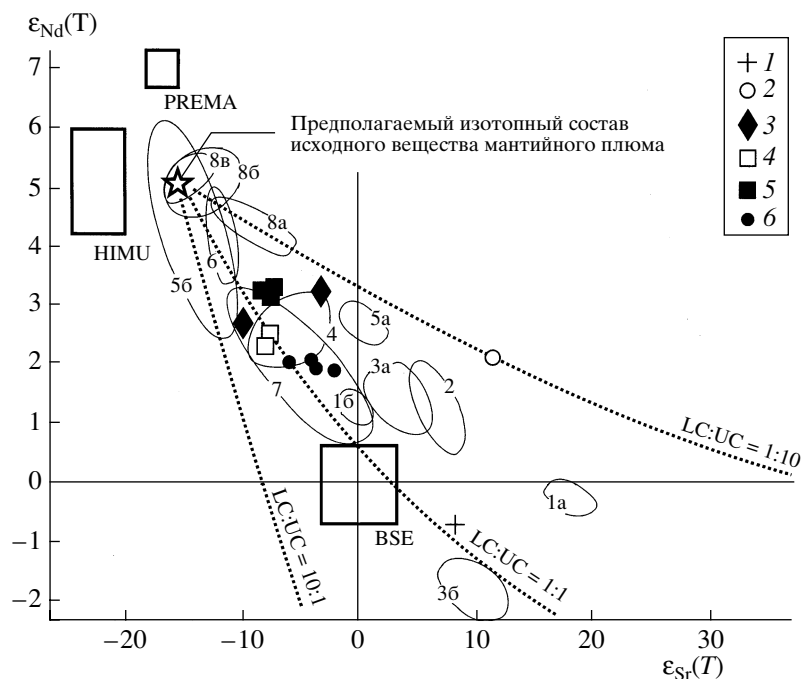 εNd(T)
7
6
5
4
3
2
1
0
−1
−2
−20
−10
0
10
20
30
εSr(T)
PREMA
HIMU
BSE
Предполагаемый изотопный состав
исходного вещества мантийного плюма
8в
8б
8а
6
5б
4
5а
3а
2
7
1б
1а
3б
LC:UC = 1:10
LC:UC = 1:1
LC:UC = 10:1
1
2
3
4
5
6